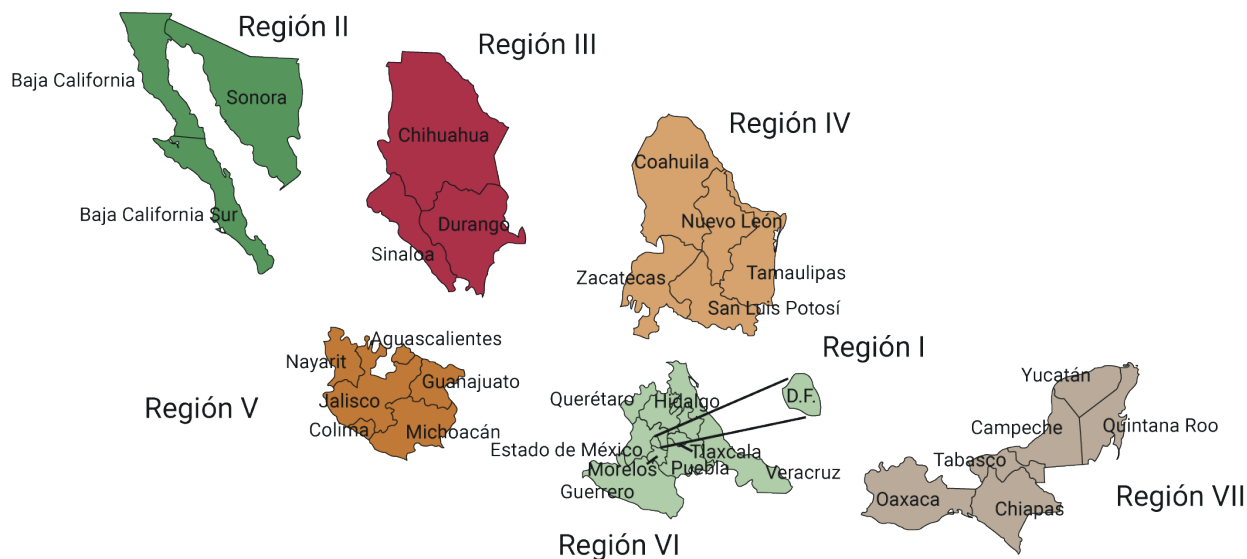 Región II
Baja California
Sonora
Baja California Sur
Región III
Chihuahua
Durango
Sinaloa
Región IV
Coahuila
Nuevo León
Zacatecas
Tamaulipas
San Luis Potosí
Región V
Aguascalientes
Nayarit
Guanajuato
Jalisco
Colima
Michoacán
Región I
D.F.
Querétaro
Hidalgo
Estado de México
Tlaxcala
Morelos
Puebla
Veracruz
Guerrero
Región VI
Yucatán
Campeche
Quintana Roo
Tabasco
Oaxaca
Chiapas
Región VII